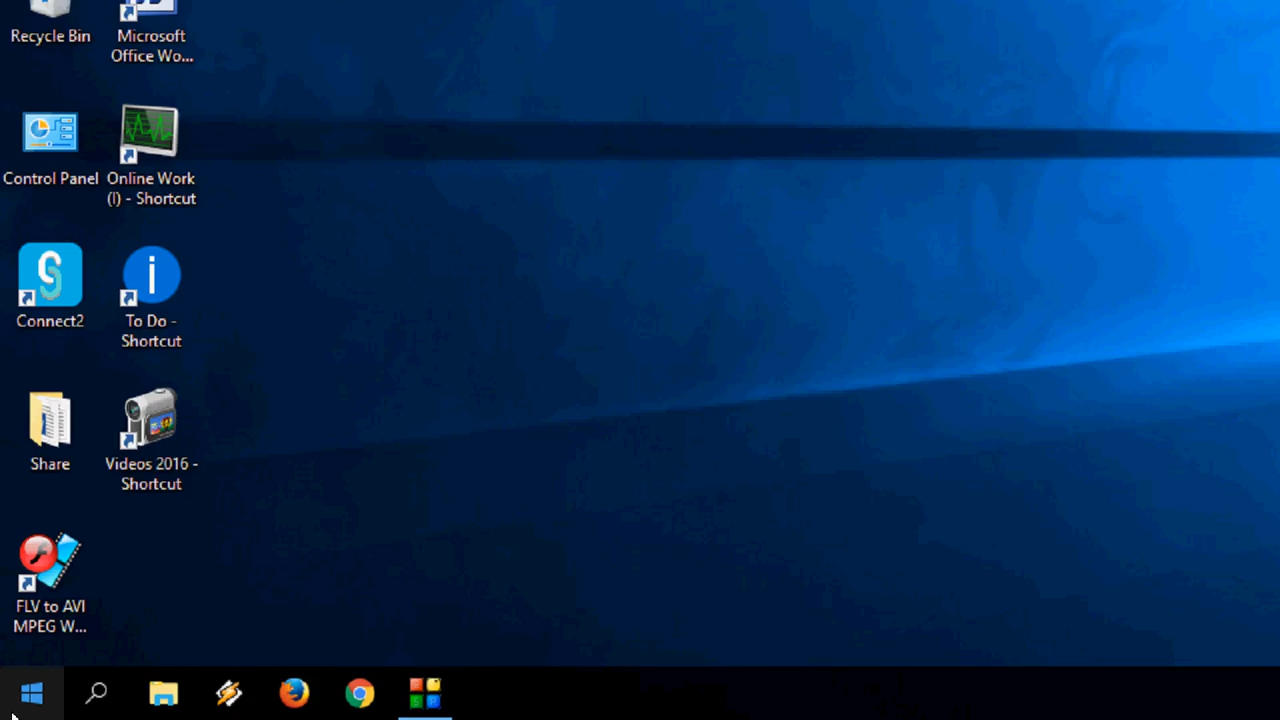 Recycle Bin
Microsoft
Office Wo...
Control Panel
Online Work
(I) - Shortcut
Connect2
To Do -
Shortcut
Share
Videos 2016 -
Shortcut
FLV to AVI
MPEG W...